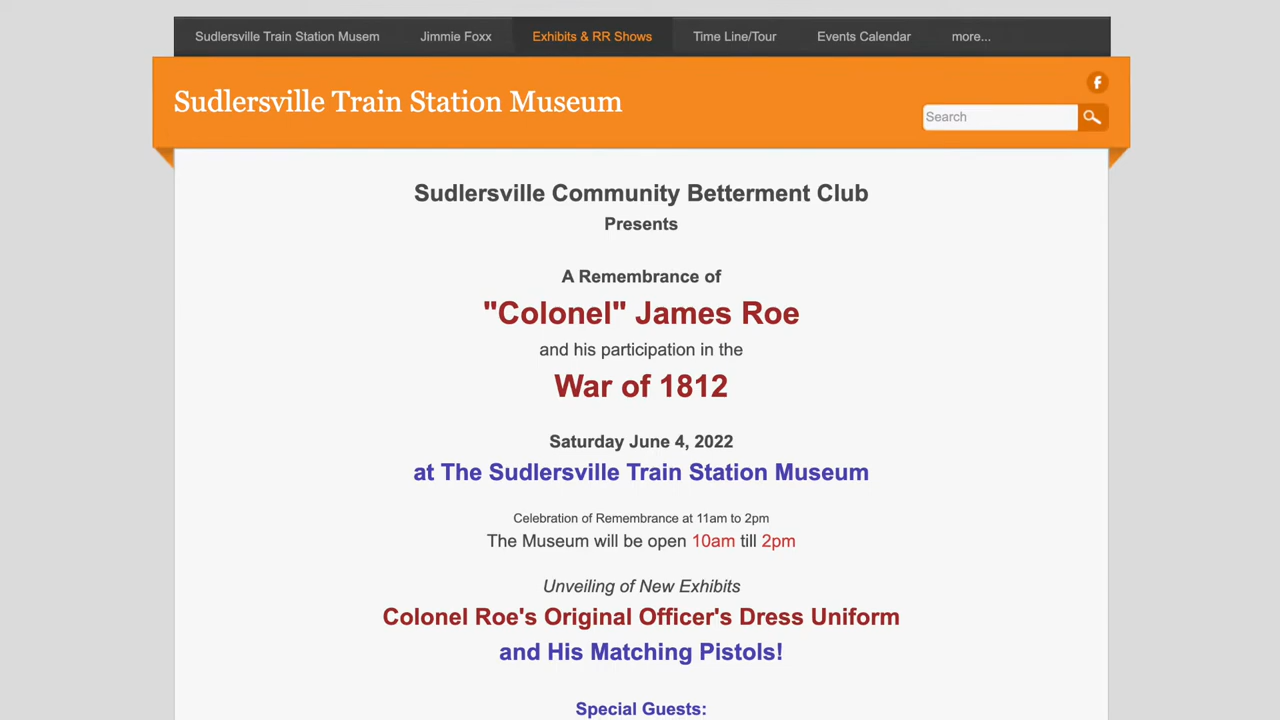 Sudlersville Train Station Musem
Jimmie Foxx
Exhibits & RR Shows
Time Line/Tour
Events Calendar
more...
Sudlersville Train Station Museum
f
Search
Sudlersville Community Betterment Club
Presents
A Remembrance of
"Colonel" James Roe
and his participation in the
War of 1812
Saturday June 4, 2022
at The Sudlersville Train Station Museum
Celebration of Remembrance at 11am to 2pm
The Museum will be open 10am till 2pm
Unveiling of New Exhibits
Colonel Roe's Original Officer's Dress Uniform
and His Matching Pistols!
Special Guests: